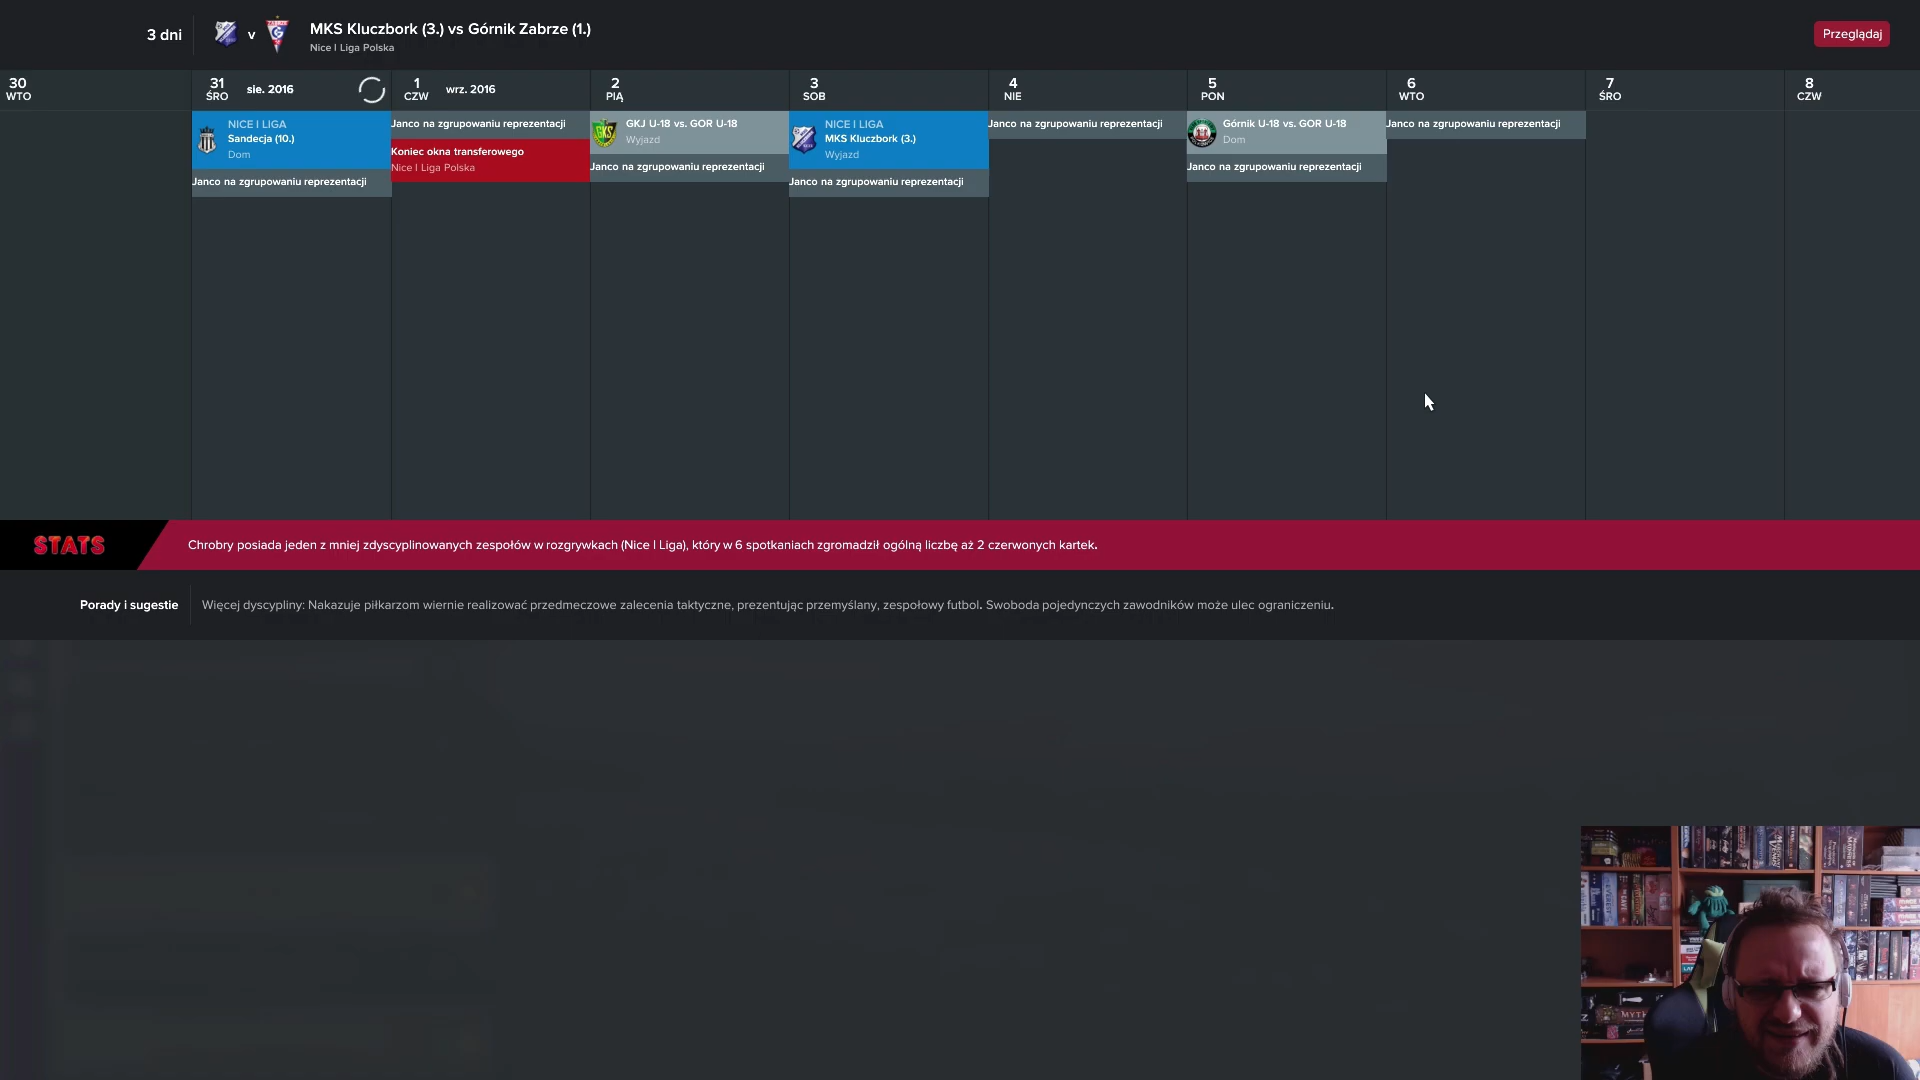 3 dni
v
MKS Kluczbork (3.) vs Górnik Zabrze (1.)
Nice I Liga Polska
Przeglądaj
30
WTO
31
ŚRO
sie. 2016
1
CZW
wrz. 2016
2
PIĄ
3
SOB
4
NIE
5
PON
6
WTO
7
ŚRO
8
CZW
NICE I LIGA
Sandecja (10.)
Dom
Janco na zgrupowaniu reprezentacji
Janco na zgrupowaniu reprezentacji
Koniec okna transferowego
Nice I Liga Polska
GKJ U-18 vs. GOR U-18
Wyjazd
Janco na zgrupowaniu reprezentacji
NICE I LIGA
MKS Kluczbork (3.)
Wyjazd
Janco na zgrupowaniu reprezentacji
Janco na zgrupowaniu reprezentacji
Górnik U-18 vs. GOR U-18
Dom
Janco na zgrupowaniu reprezentacji
Janco na zgrupowaniu reprezentacji
STATS
Chrobry posiada jeden z mniej zdyscyplinowanych zespołów w rozgrywkach (Nice I Liga), który w 6 spotkaniach zgromadził ogólną liczbę aż 2 czerwonych kartek.
Porady i sugestie
Więcej dyscypliny: Nakazuje piłkarzom wiernie realizować przedmeczowe zalecenia taktyczne, prezentując przemyślany, zespołowy futbol. Swoboda pojedynczych zawodników może ulec ograniczeniu.